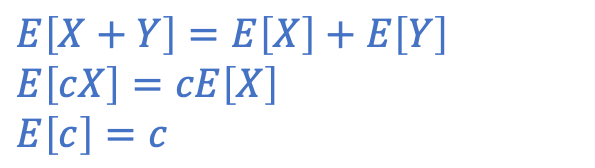 E[X + Y] = E[X] + E[Y]
E[cX] = cE[X]
E[c] = c